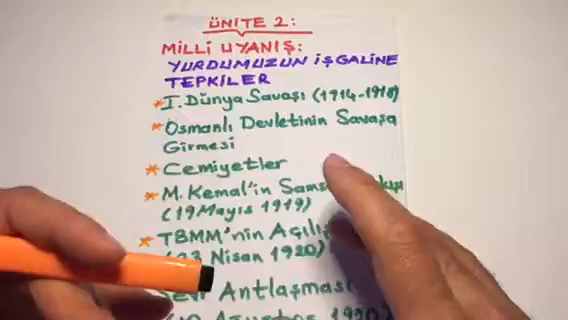 ÜNİTE 2:
MİLLİ UYANIŞ:
YURDUMUZUN İŞGALİNE
TEPKİLER
* I. Dünya Savaşı (1914-1918)
* Osmanlı Devletinin Savaşa
Girmesi
* Cemiyetler
* M. Kemal'in
(19 Mayıs 1919)
* TBMM'nin
Nisan 1920)
Antlaşması